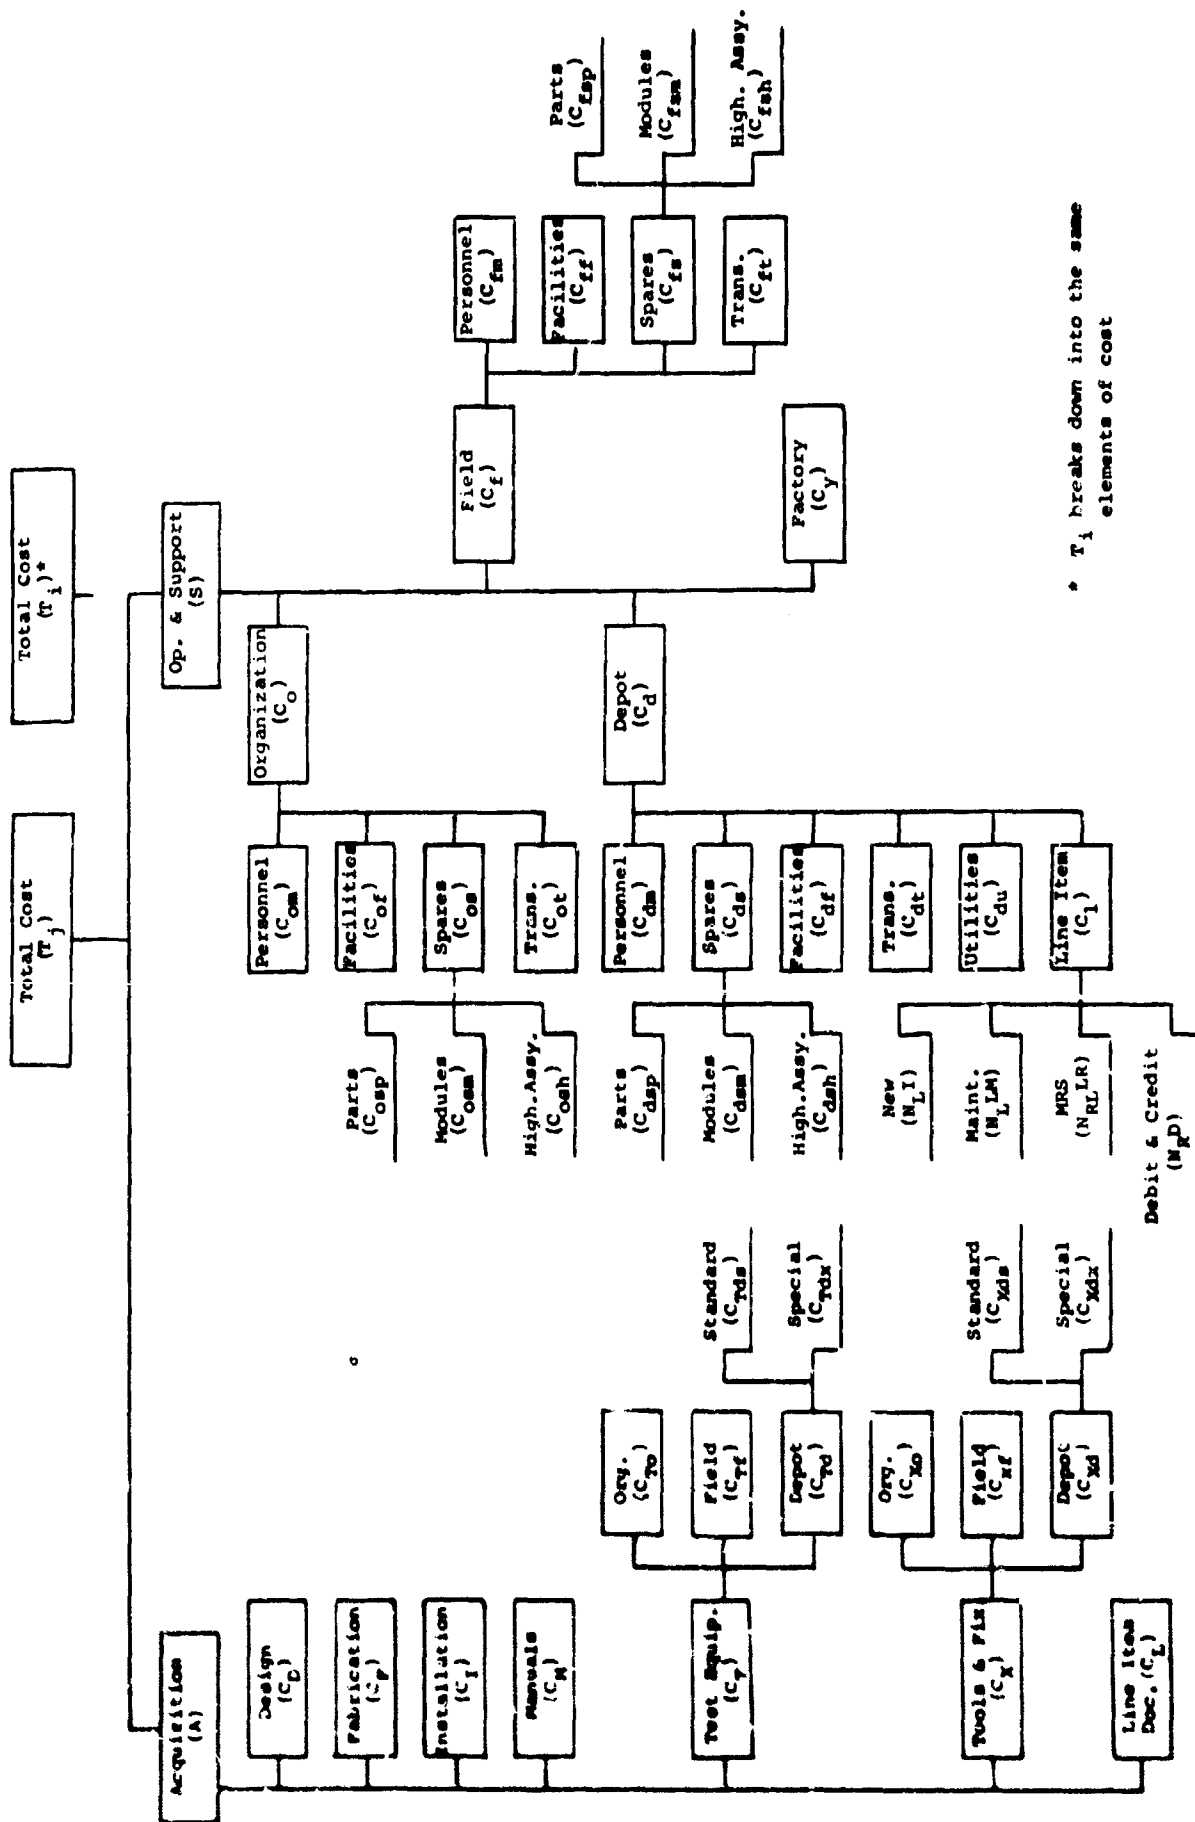 Total Cost
(T_j)
Total Cost
(T_i)*
Acquisition
(A)
Op. & Support
(S)
Design
(C_D)
Fabrication
(C_F)
Installation
(C_I)
Manuals
(C_M)
Test Equip.
(C_T)
Org.
(C_To)
Field
(C_Tf)
Depot
(C_Td)
Standard
(C_Tds)
Special
(C_Tdx)
Tools & Fix
(C_X)
Org.
(C_Xo)
Field
(C_Xf)
Depot
(C_Xd)
Standard
(C_Xds)
Special
(C_Xdx)
Line Item
Doc. (C_L)
Organization
(C_o)
Personnel
(C_om)
Facilities
(C_of)
Spares
(C_os)
Trans.
(C_ot)
Parts
(C_osp)
Modules
(C_osm)
High.Assy.
(C_osh)
Depot
(C_d)
Personnel
(C_dm)
Spares
(C_ds)
Facilities
(C_df)
Trans.
(C_dt)
Utilities
(C_du)
Line Item
(C_l)
Parts
(C_dsp)
Modules
(C_dsm)
High.Assy.
(C_dsh)
New
(N_L I)
Maint.
(N_L LM)
MRS
(N_RL LR)
Debit & Credit
(N_R D)
Field
(C_f)
Personnel
(C_fm)
Facilities
(C_ff)
Spares
(C_fs)
Trans.
(C_ft)
Parts
(C_fsp)
Modules
(C_fsm)
High. Assy.
(C_fsh)
Factory
(C_y)
* T_i breaks down into the same
elements of cost